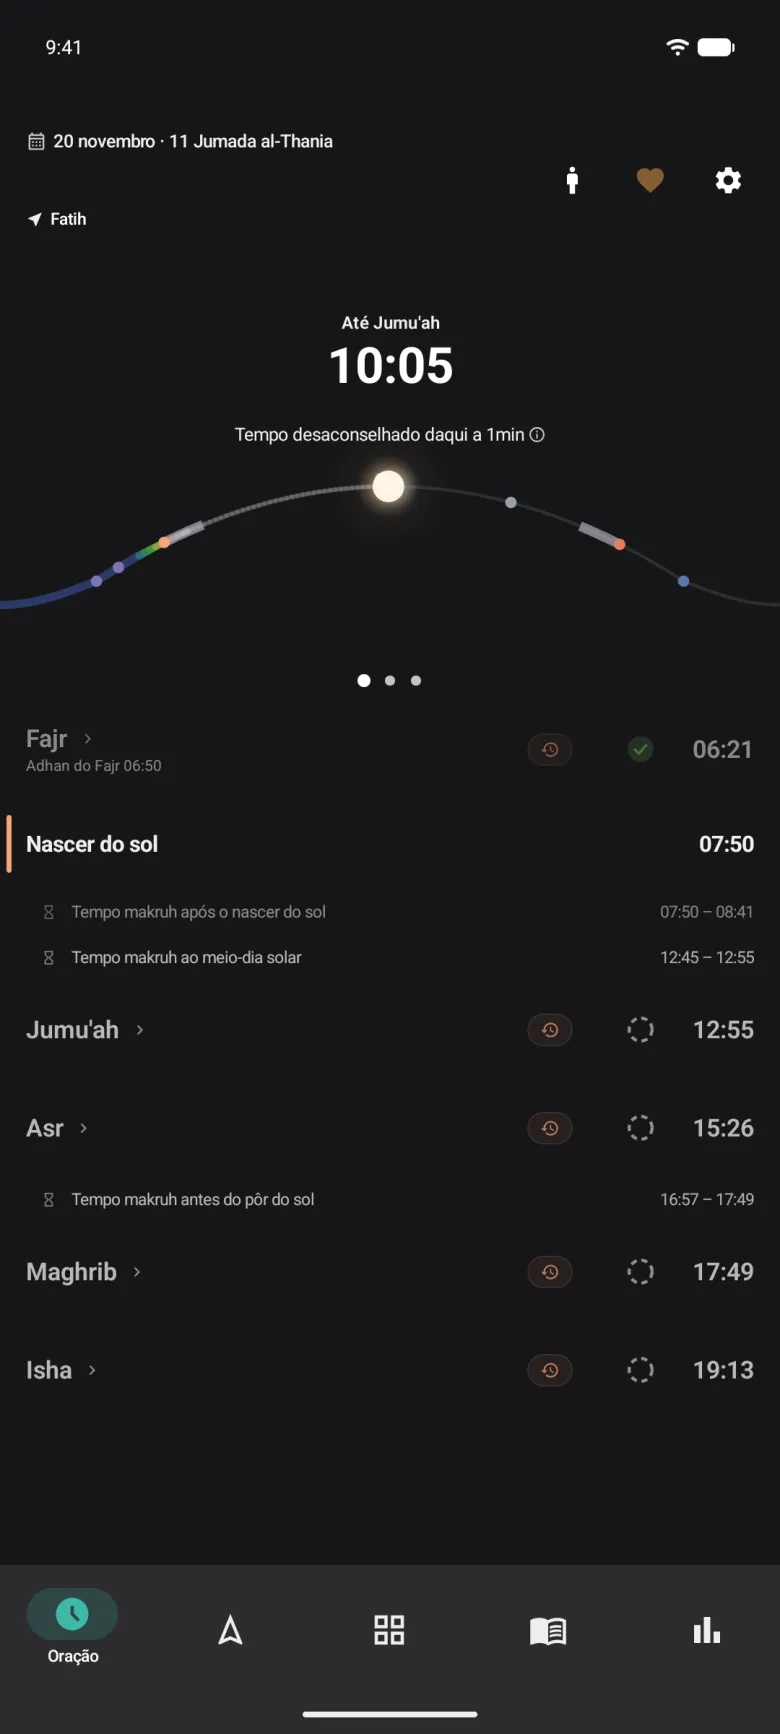 9:41
20 novembro · 11 Jumada al-Thania
Fatih
Até Jumu'ah
10:05
Tempo desaconselhado daqui a 1min
Fajr
Adhan do Fajr 06:50
06:21
Nascer do sol
07:50
Tempo makruh após o nascer do sol
07:50 – 08:41
Tempo makruh ao meio-dia solar
12:45 – 12:55
Jumu'ah
12:55
Asr
15:26
Tempo makruh antes do pôr do sol
16:57 – 17:49
Maghrib
17:49
Isha
19:13
Oração